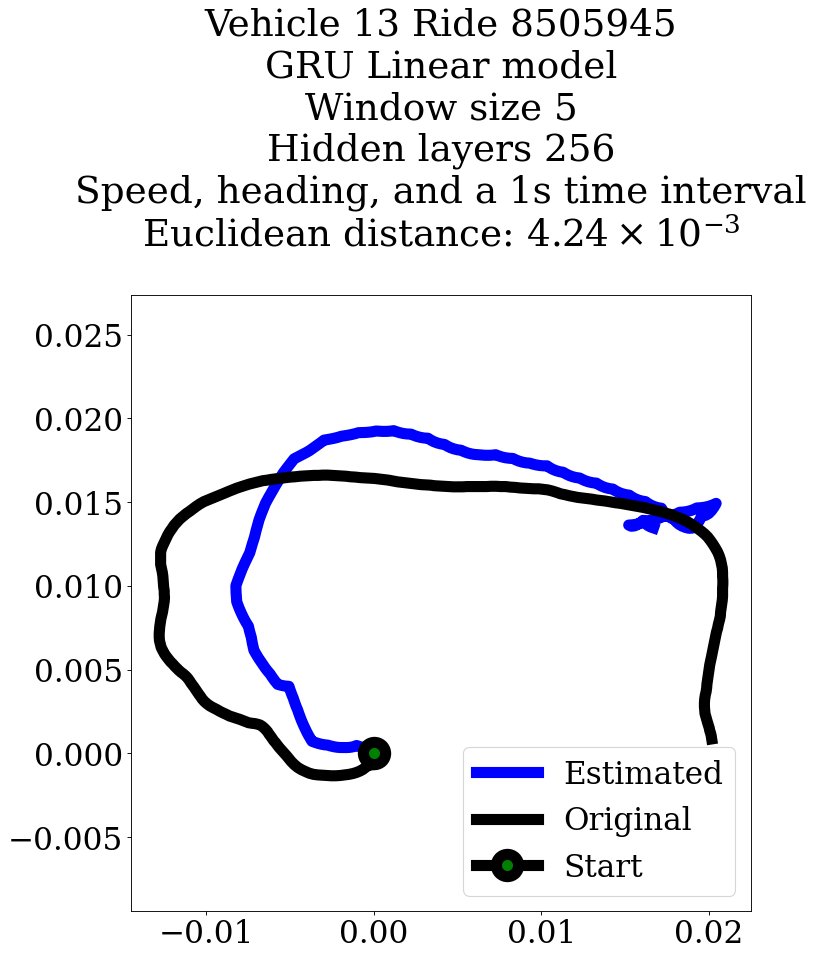 Vehicle 13 Ride 8505945
GRU Linear model
Window size 5
Hidden layers 256
Speed, heading, and a 1s time interval
Euclidean distance: 4.24 × 10⁻³
0.025
0.020
0.015
0.010
0.005
0.000
−0.005
Estimated
Original
Start
−0.01 0.00 0.01 0.02